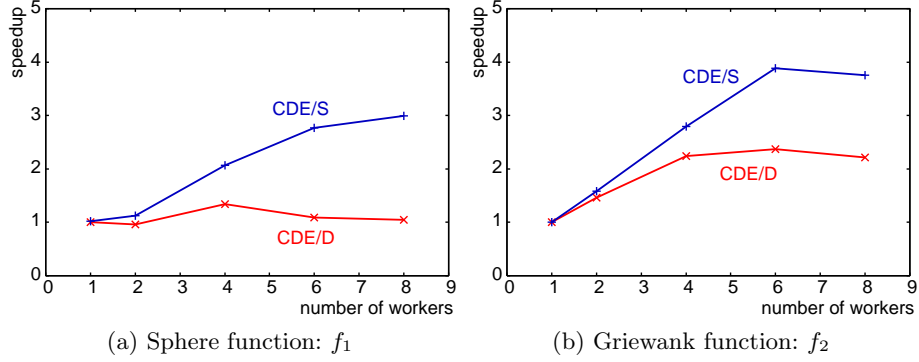 5
4
3
2
1
0
speedup
CDE/S
CDE/D
0 1 2 3 4 5 6 7 8 9
number of workers
(a) Sphere function: f1
5
4
3
2
1
0
speedup
CDE/S
CDE/D
0 1 2 3 4 5 6 7 8 9
number of workers
(b) Griewank function: f2